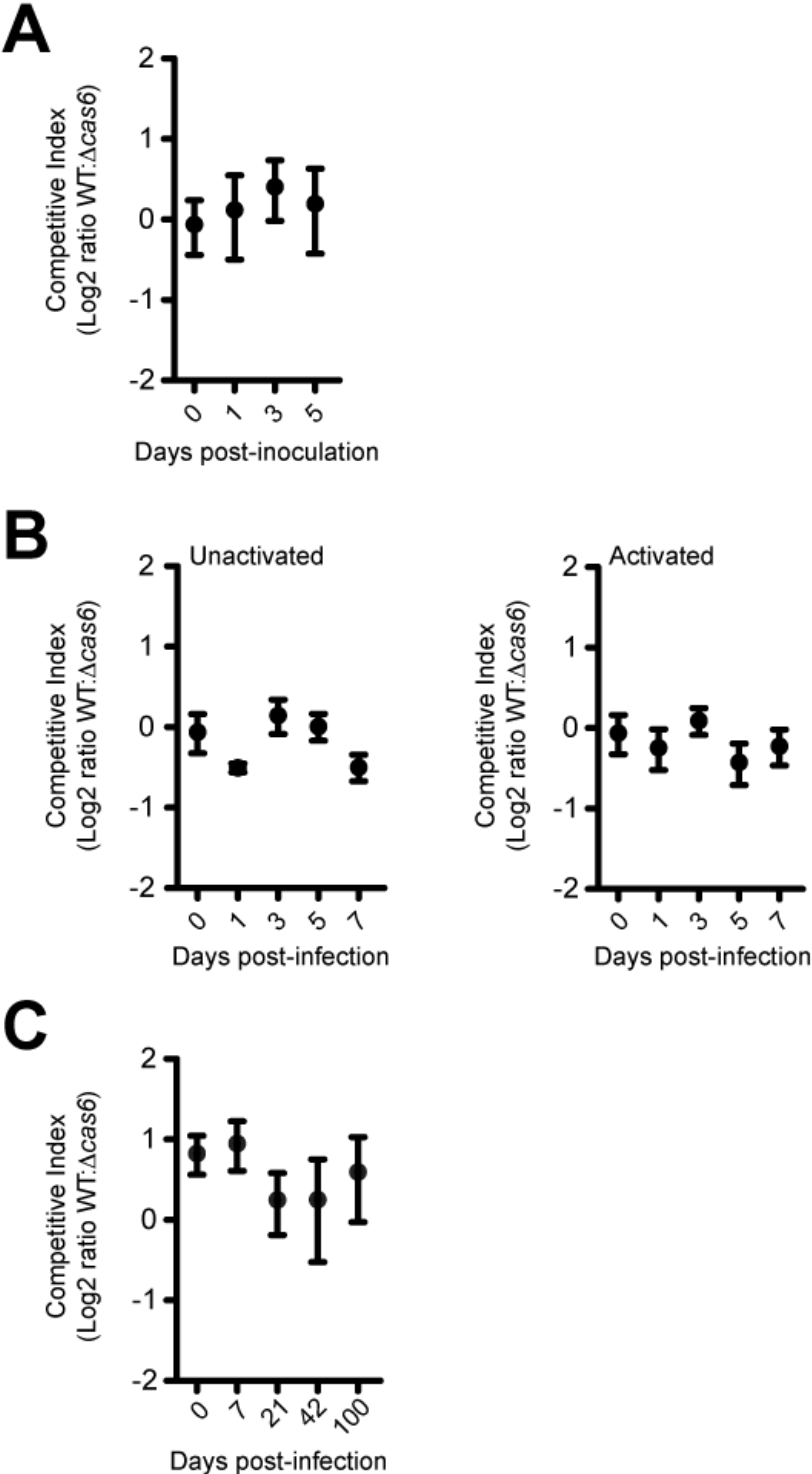 A
2
1
0
-1
-2
Competitive Index
(Log2 ratio WT:Δcas6)
0 1 3 5
Days post-inoculation
B
Unactivated
2
1
0
-1
-2
Competitive Index
(Log2 ratio WT:Δcas6)
0 1 3 5 7
Days post-infection
Activated
2
1
0
-1
-2
Competitive Index
(Log2 ratio WT:Δcas6)
0 1 3 5 7
Days post-infection
C
2
1
0
-1
-2
Competitive Index
(Log2 ratio WT:Δcas6)
0 7 21 42 100
Days post-infection